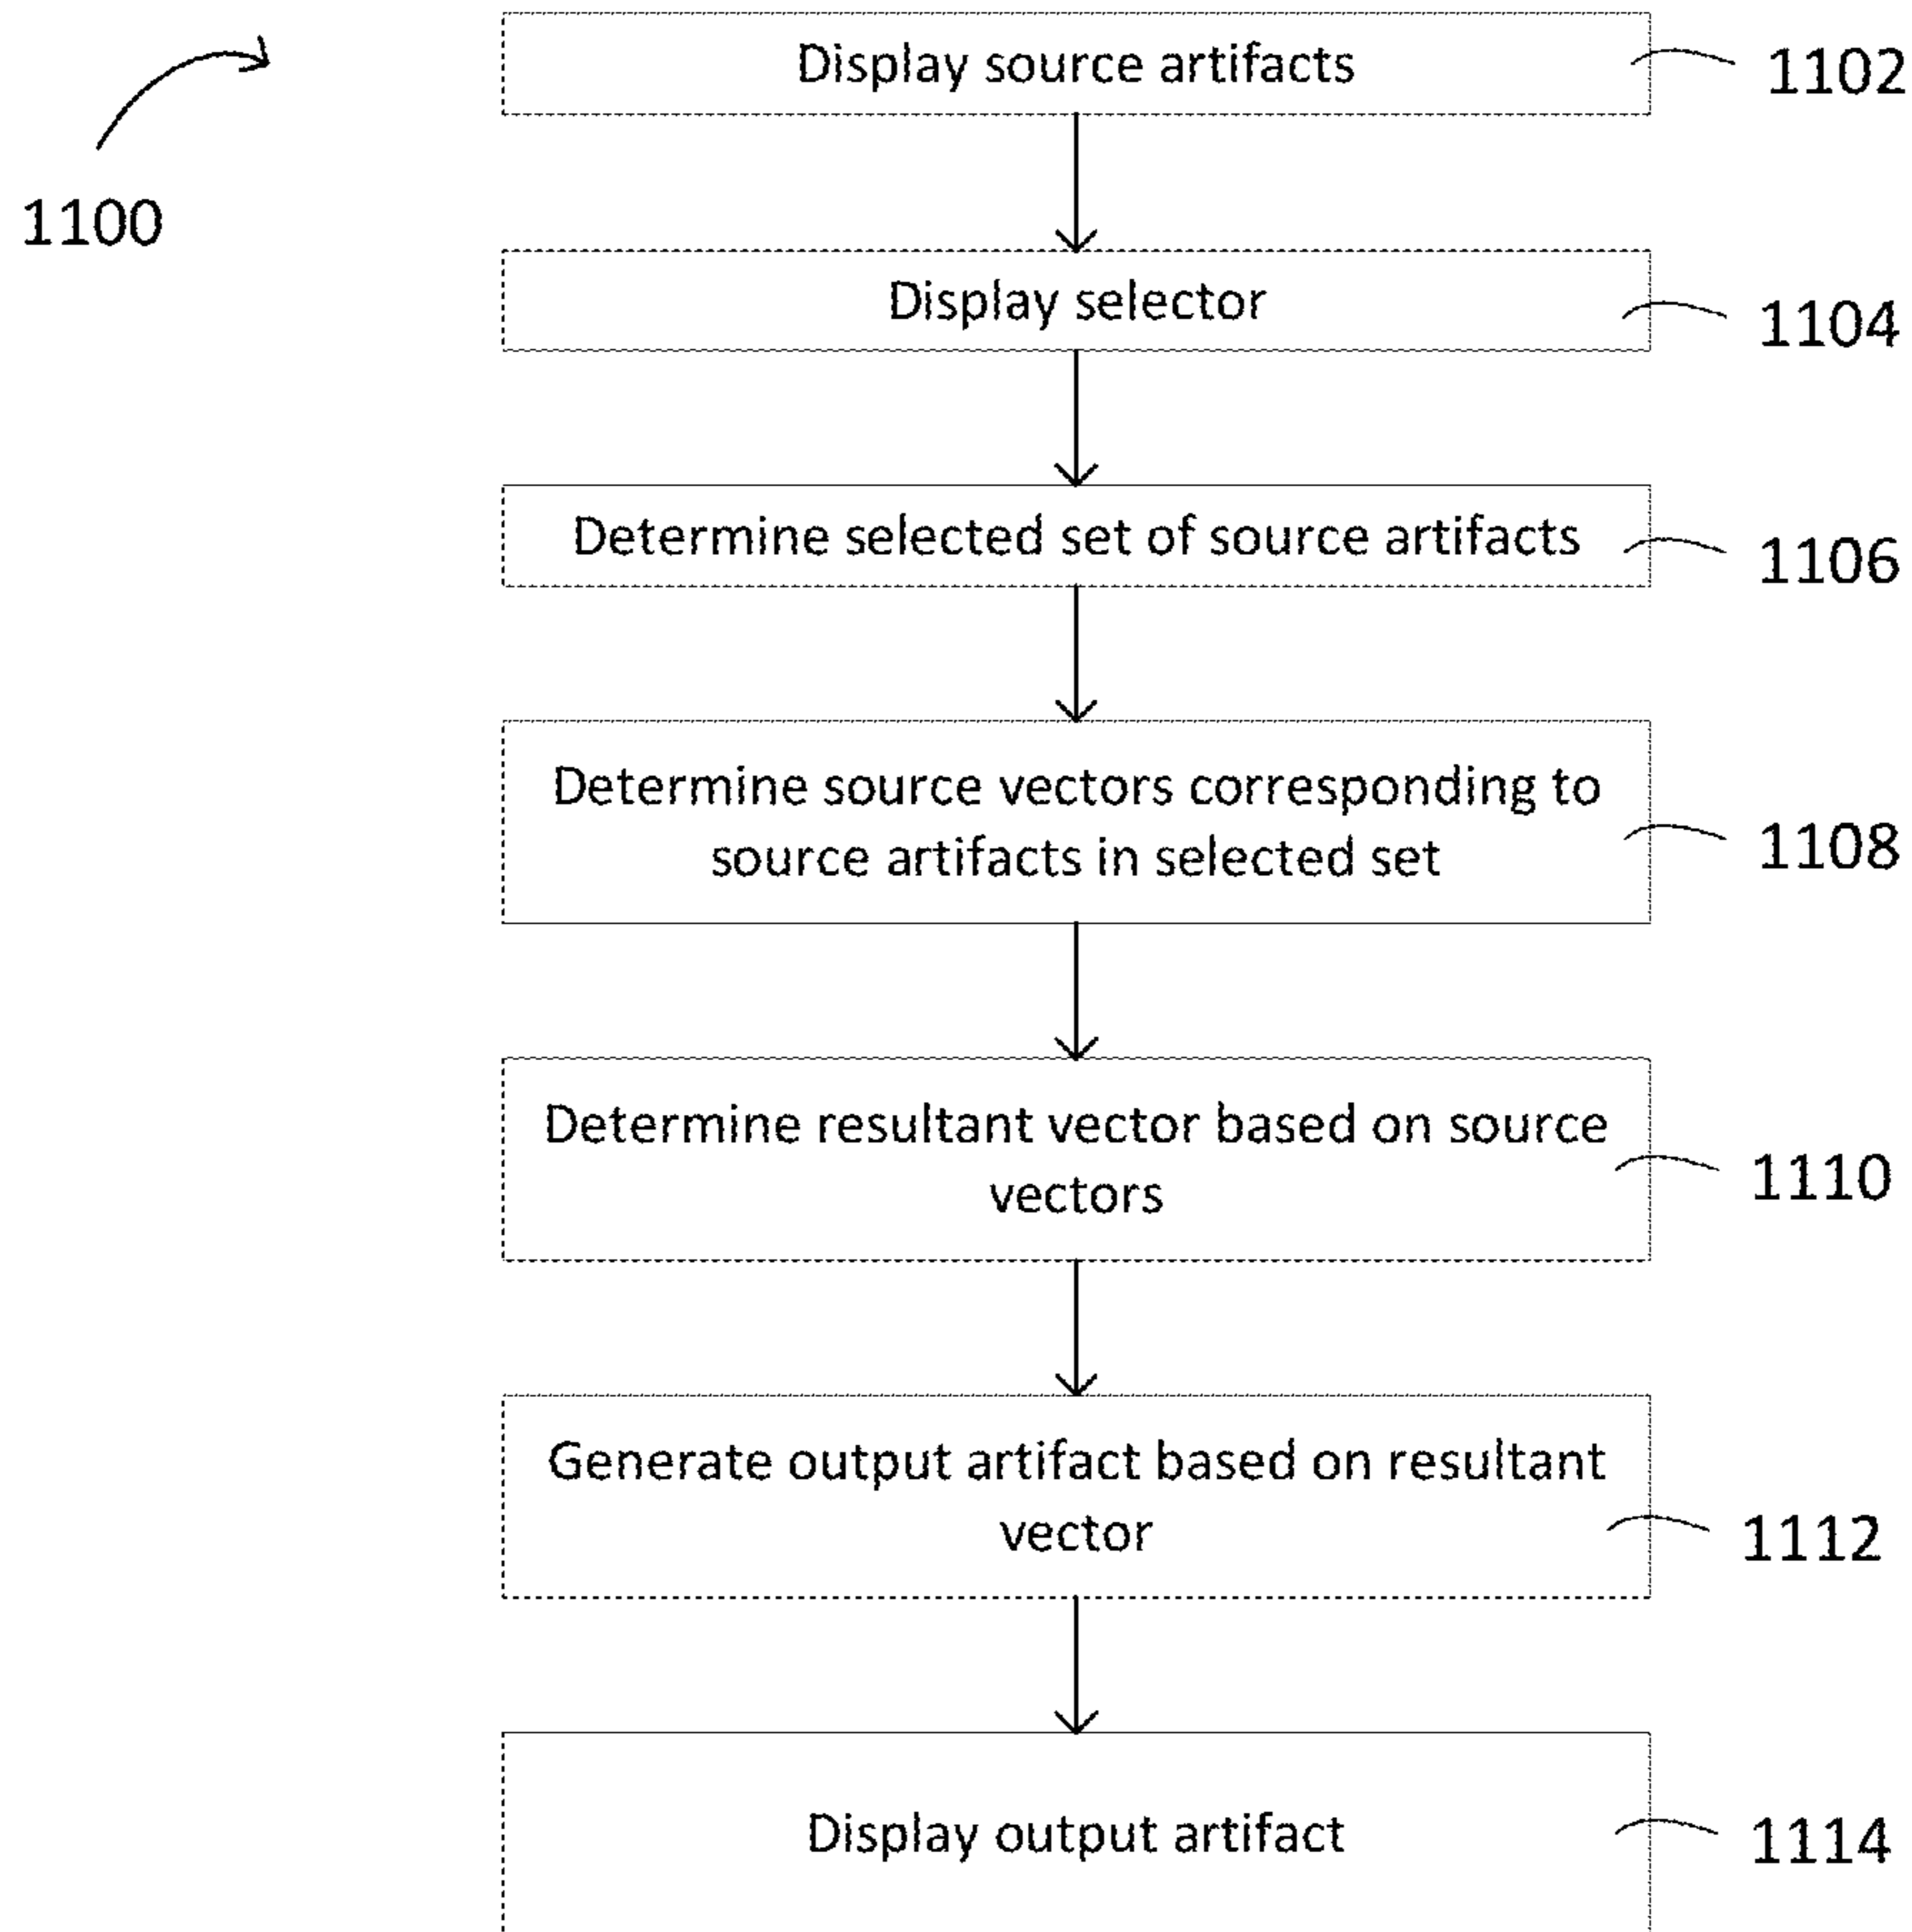 Display source artifacts
1102
1100
Display selector
1104
Determine selected set of source artifacts
1106
Determine source vectors corresponding to
source artifacts in selected set
1108
Determine resultant vector based on source
vectors
1110
Generate output artifact based on resultant
vector
1112
Display output artifact
1114